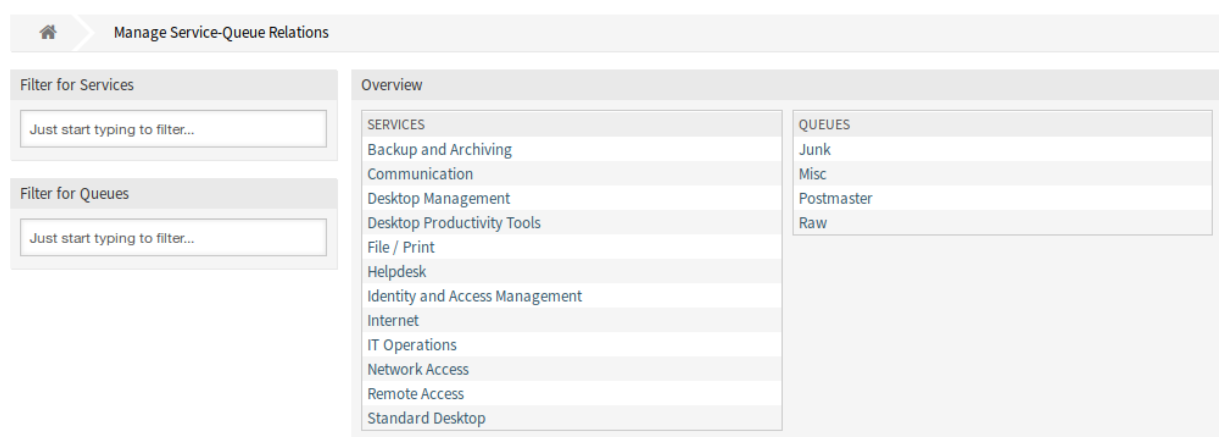 Manage Service-Queue Relations
Filter for Services
Just start typing to filter...
Filter for Queues
Just start typing to filter...
Overview
SERVICES
Backup and Archiving
Communication
Desktop Management
Desktop Productivity Tools
File / Print
Helpdesk
Identity and Access Management
Internet
IT Operations
Network Access
Remote Access
Standard Desktop
QUEUES
Junk
Misc
Postmaster
Raw